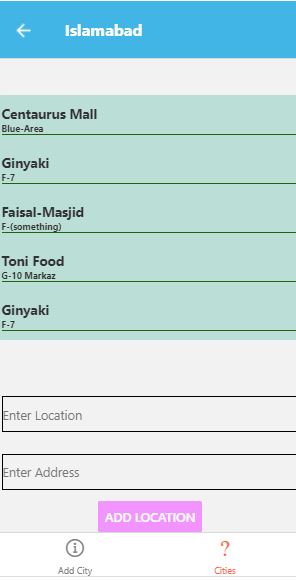 Islamabad
Centaurus Mall
Blue-Area
Ginyaki
F-7
Faisal-Masjid
F-(something)
Toni Food
G-10 Markaz
Ginyaki
F-7
Enter Location
Enter Address
ADD LOCATION
Add City
?
Cities